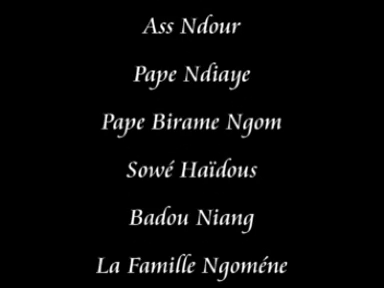 Ass Ndour
Pape Ndiaye
Pape Birame Ngom
Sowé Haïdous
Badou Niang
La Famille Ngoméne